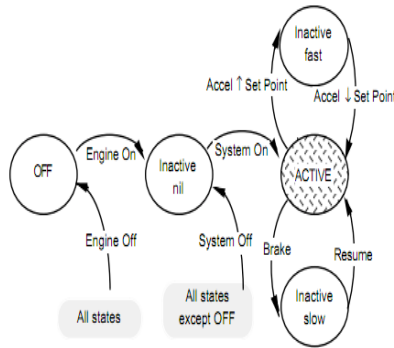 Inactive
fast
Accel ↑ Set Point
Accel ↓ Set Point
Engine On
System On
OFF
Inactive
nil
ACTIVE
Engine Off
System Off
Brake
Resume
All states
All states
except OFF
Inactive
slow